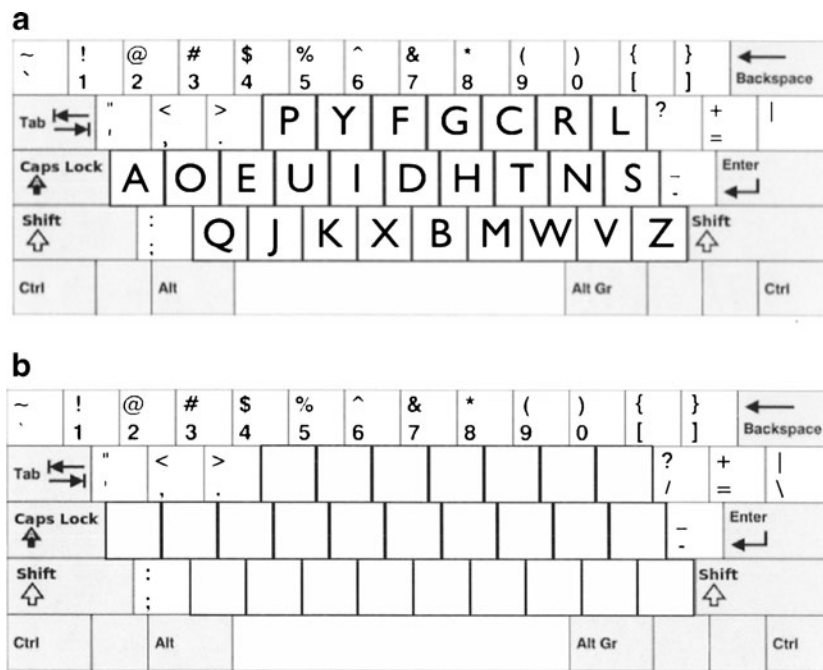 a
~ ! @ # $ % ^ & * ( ) { }
` 1 2 3 4 5 6 7 8 9 0 [ ] Backspace
Tab " < > P Y F G C R L ? + |
' , . =
Caps Lock A O E U I D H T N S _ Enter
-
Shift : Q J K X B M W V Z Shift
;
Ctrl Alt Alt Gr Ctrl
b
~ ! @ # $ % ^ & * ( ) { }
` 1 2 3 4 5 6 7 8 9 0 [ ] Backspace
Tab " < > ? + |
' , . / = \
Caps Lock _ Enter
-
Shift : Shift
;
Ctrl Alt Alt Gr Ctrl